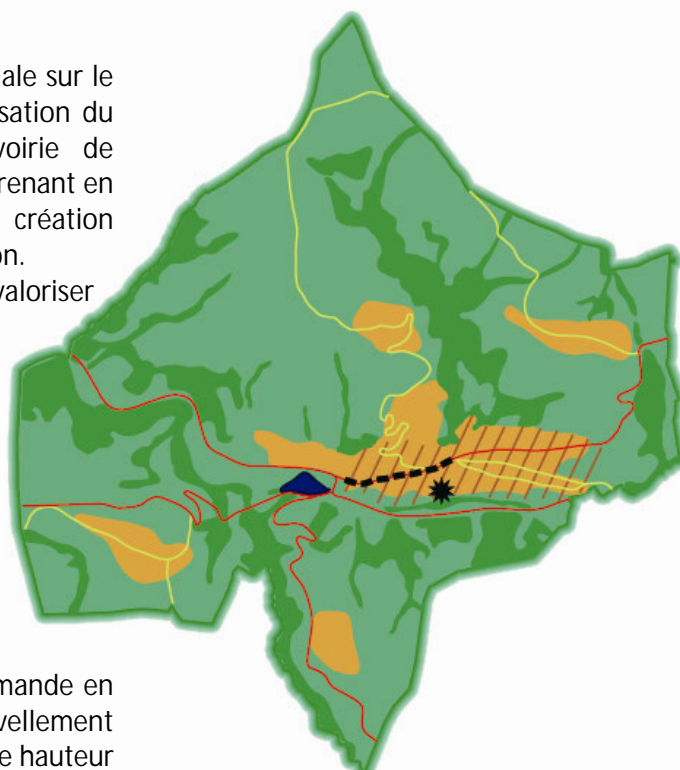 ale sur le
sation du
voirie de
renant en
création
on.
valoriser
mande en
vellement
e hauteur